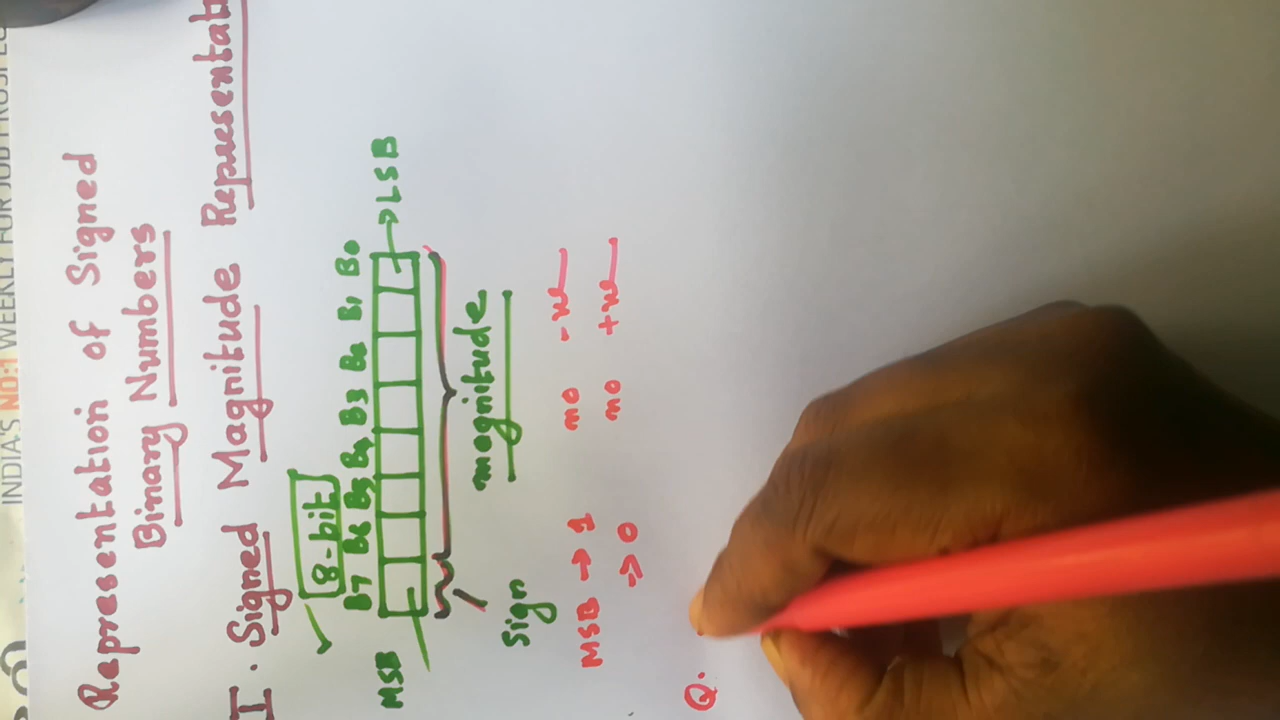 INDIA'S NO:1 WEEKLY FOR JOB
Representation of Signed
Binary Numbers
I. Signed Magnitude Representat
8-bit
B7 B6 B5 B4 B3 B2 B1 B0
MSB → LSB
Sign magnitude
MSB → 1 no -ve
→ 0 no +ve
Q.